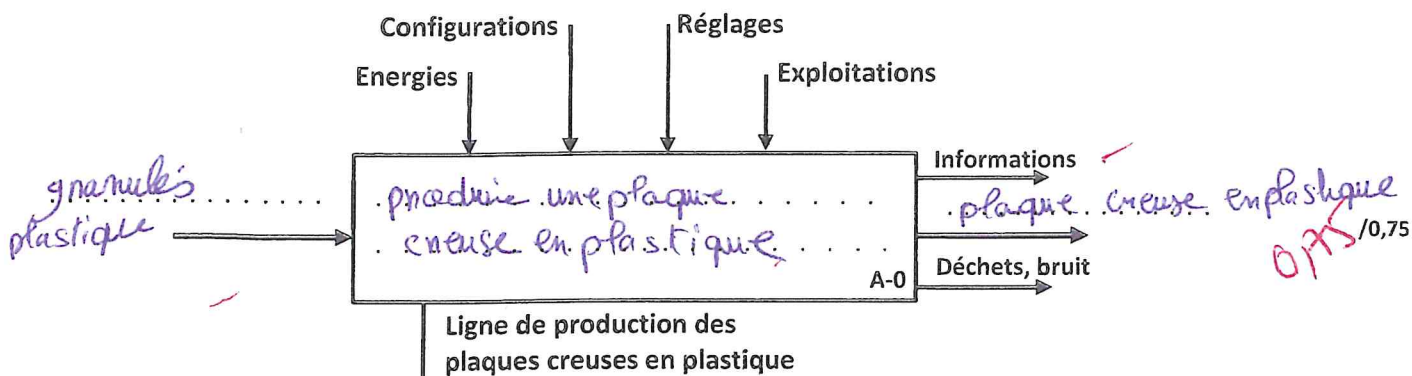 Configurations
Réglages
Energies
Exploitations
Informations
granulés
plastique
produire une plaque
creuse en plastique
plaque creuse en plastique
0,75 /0,75
Déchets, bruit
A-0
Ligne de production des
plaques creuses en plastique